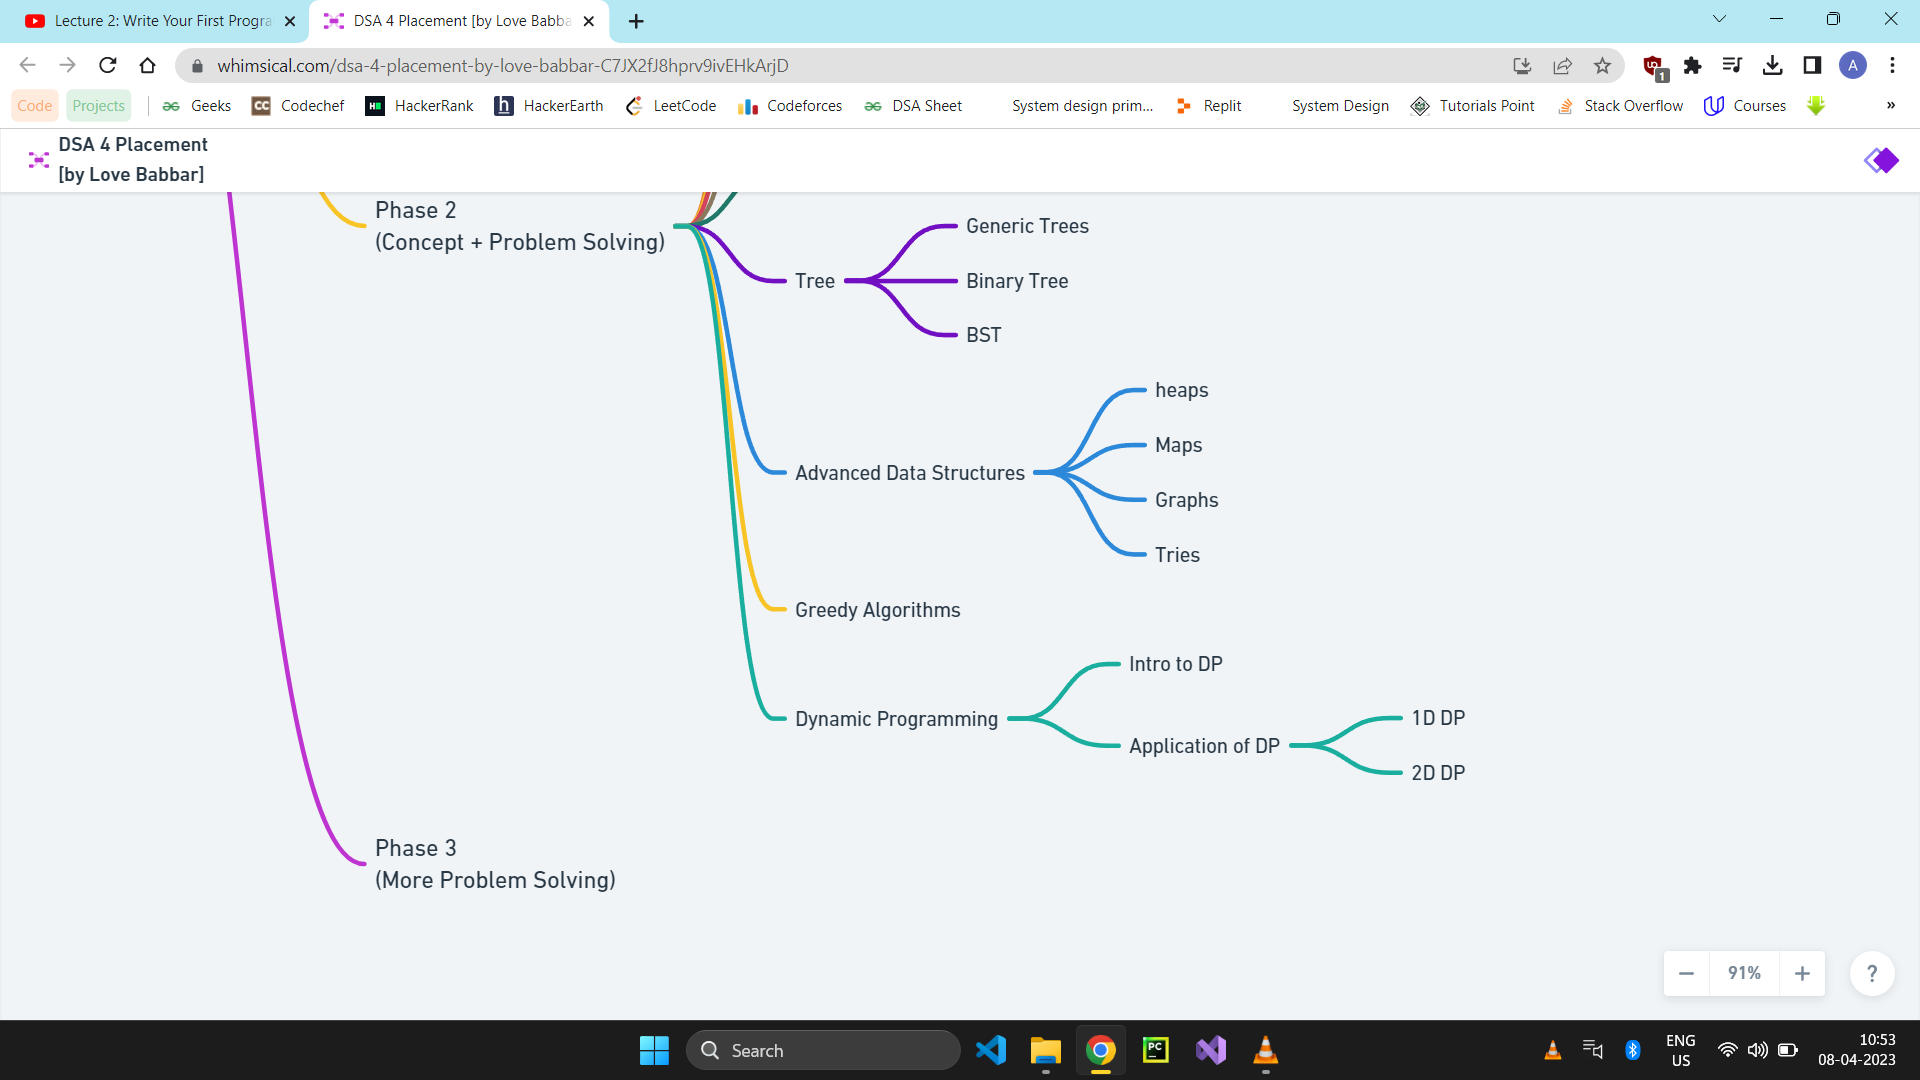 Lecture 2: Write Your First Progra
DSA 4 Placement [by Love Babba
whimsical.com/dsa-4-placement-by-love-babbar-C7JX2fJ8hprv9ivEHkArjD
1
A
Code
Projects
Geeks
CC Codechef
HackerRank
h HackerEarth
LeetCode
Codeforces
DSA Sheet
System design prim...
Replit
System Design
Tutorials Point
Stack Overflow
Courses
»
DSA 4 Placement
[by Love Babbar]
Phase 2
(Concept + Problem Solving)
Tree
Generic Trees
Binary Tree
BST
Advanced Data Structures
heaps
Maps
Graphs
Tries
Greedy Algorithms
Dynamic Programming
Intro to DP
Application of DP
1D DP
2D DP
Phase 3
(More Problem Solving)
91%
?
Search
PC
ENG
US
10:53
08-04-2023